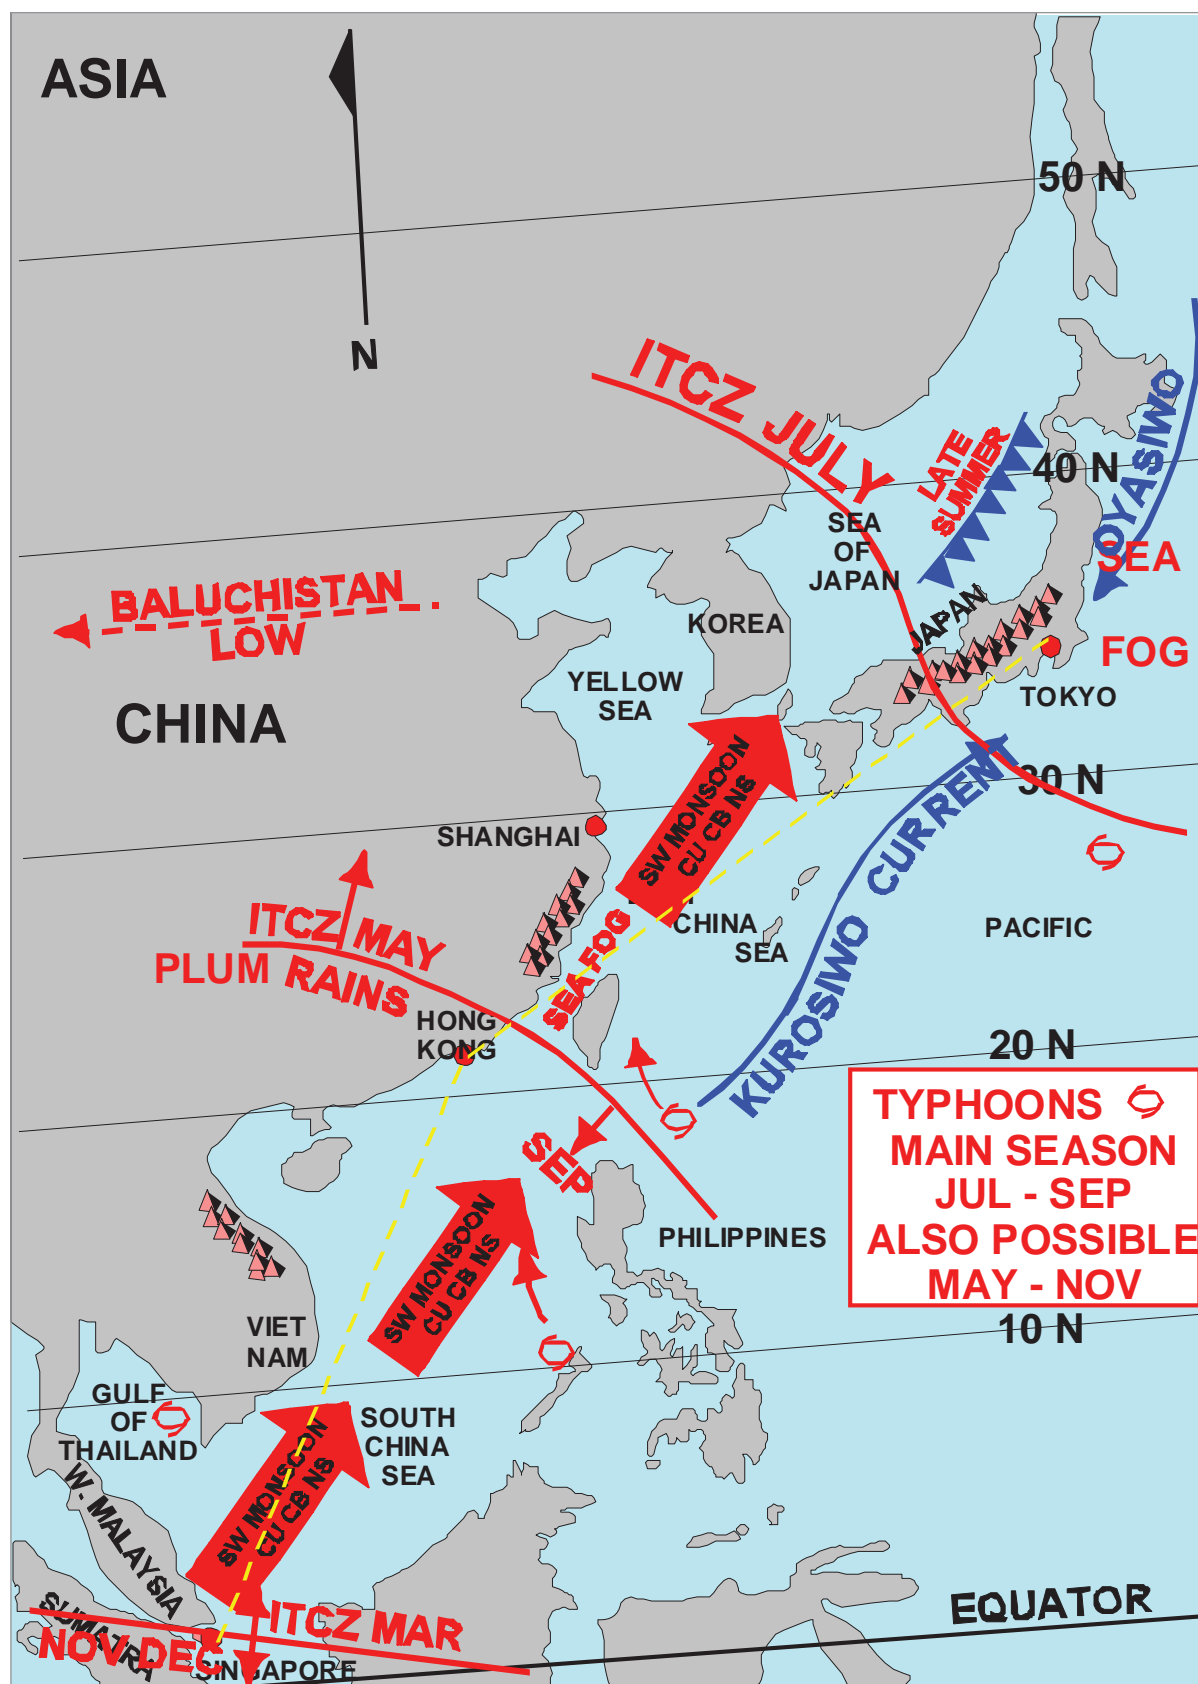 ASIA
50 N
N
ITCZ JULY
OYASIWO
LATE
SUMMER
40 N
SEA
OF
JAPAN
SEA
BALUCHISTAN
LOW
JAPAN
KOREA
FOG
YELLOW
SEA
TOKYO
CHINA
SW MONSOON
CU CB NS
30 N
SHANGHAI
KUROSIWO CURRENT
ITCZ MAY
CHINA
SEA
PACIFIC
PLUM RAINS
SEA FOG
HONG
KONG
20 N
TYPHOONS
MAIN SEASON
JUL - SEP
ALSO POSSIBLE
MAY - NOV
SEP
SW MONSOON
CU CB NS
PHILIPPINES
VIET
NAM
10 N
GULF
OF
THAILAND
SOUTH
CHINA
SEA
SW MONSOON
CU CB NS
W. MALAYSIA
EQUATOR
SUMATRA
ITCZ MAR
NOV DEC
SINGAPORE